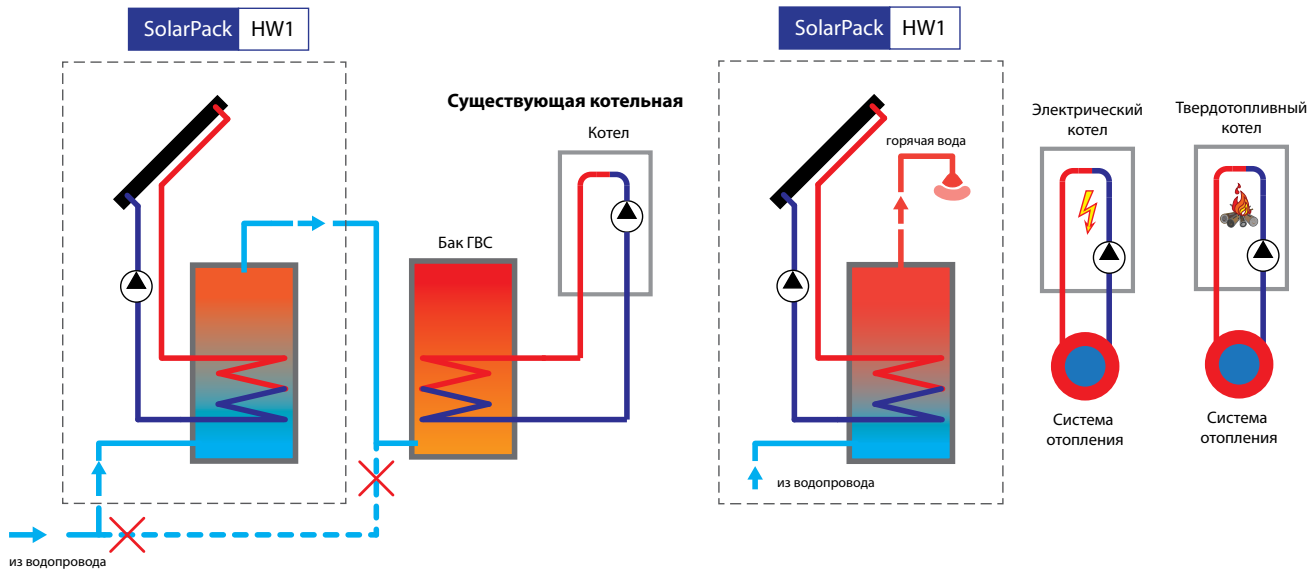 SolarPack HW1
Существующая котельная
Котел
Бак ГВС
из водопровода
SolarPack HW1
горячая вода
из водопровода
Электрический
котел
Система
отопления
Твердотопливный
котел
Система
отопления